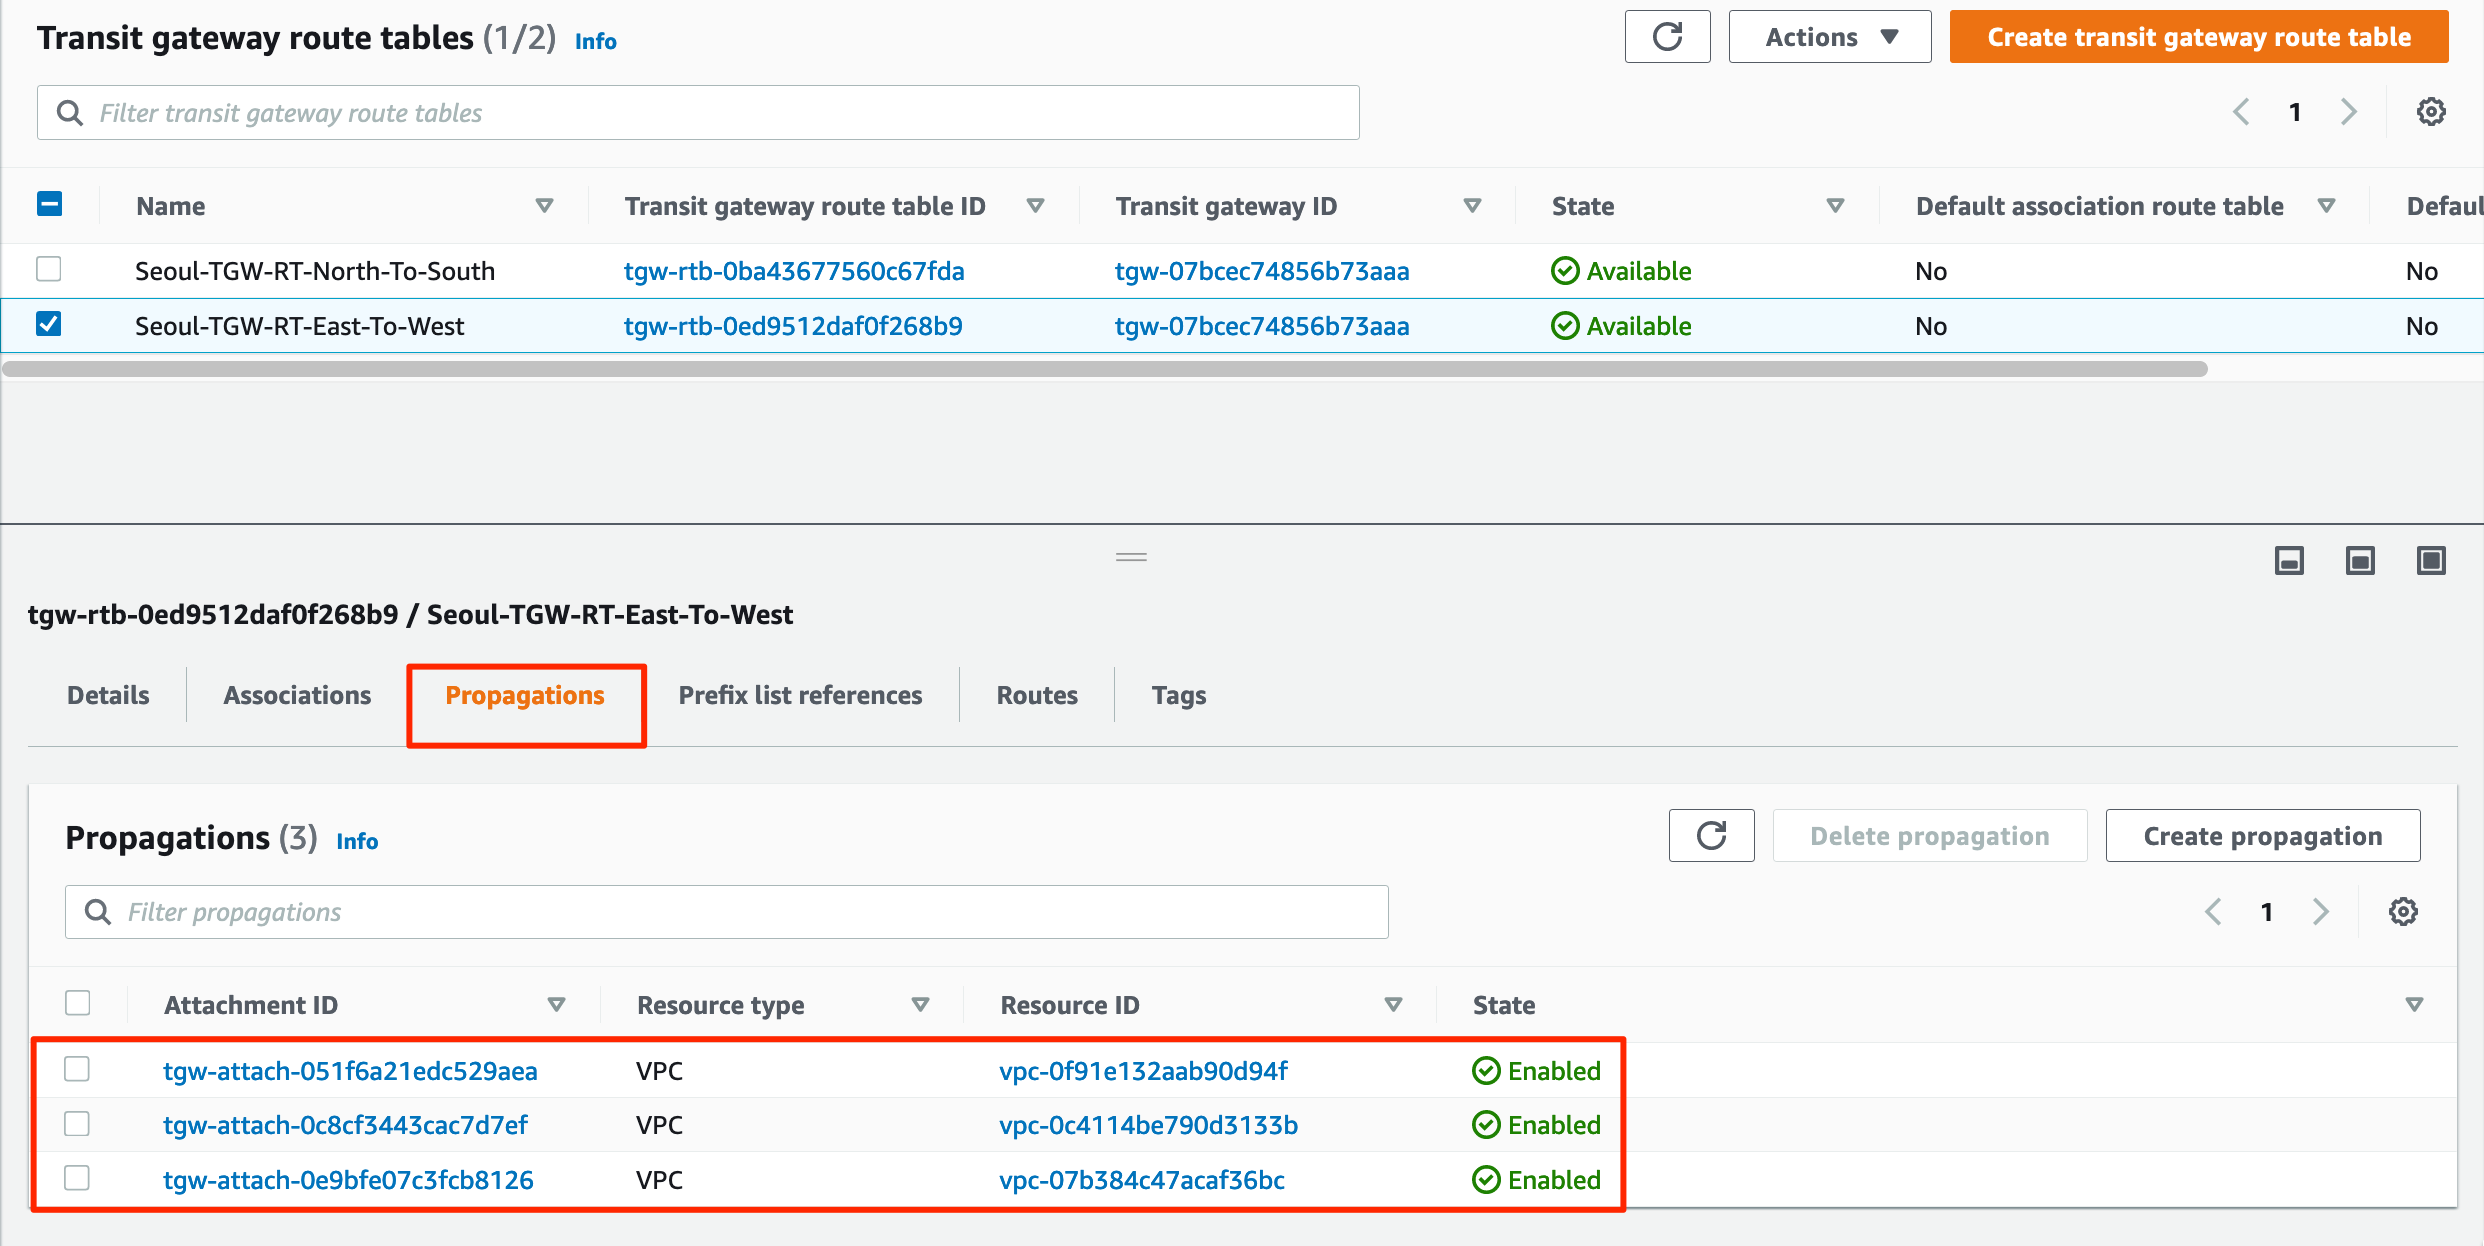 Transit gateway route tables (1/2) Info
Actions
Create transit gateway route table
Filter transit gateway route tables
1
Name Transit gateway route table ID Transit gateway ID State Default association route table Defaul
Seoul-TGW-RT-North-To-South tgw-rtb-0ba43677560c67fda tgw-07bcec74856b73aaa Available No No
Seoul-TGW-RT-East-To-West tgw-rtb-0ed9512daf0f268b9 tgw-07bcec74856b73aaa Available No No
tgw-rtb-0ed9512daf0f268b9 / Seoul-TGW-RT-East-To-West
Details Associations Propagations Prefix list references Routes Tags
Propagations (3) Info
Delete propagation
Create propagation
Filter propagations
1
Attachment ID Resource type Resource ID State
tgw-attach-051f6a21edc529aea VPC vpc-0f91e132aab90d94f Enabled
tgw-attach-0c8cf3443cac7d7ef VPC vpc-0c4114be790d3133b Enabled
tgw-attach-0e9bfe07c3fcb8126 VPC vpc-07b384c47acaf36bc Enabled